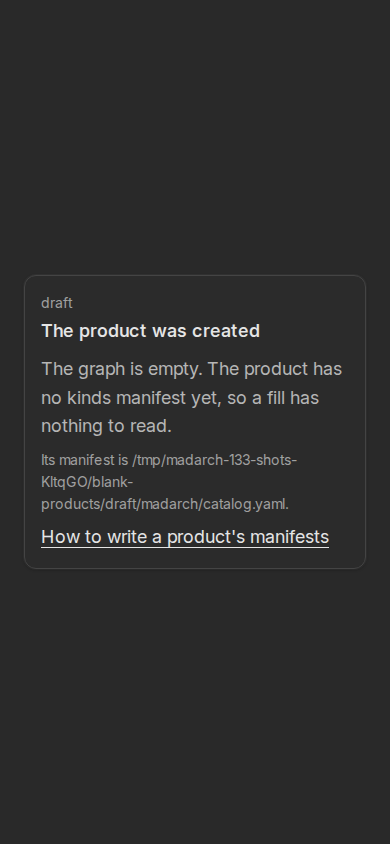 draft
The product was created
The graph is empty. The product has
no kinds manifest yet, so a fill has
nothing to read.
Its manifest is /tmp/madarch-133-shots-
KltqGO/blank-
products/draft/madarch/catalog.yaml.
How to write a product's manifests